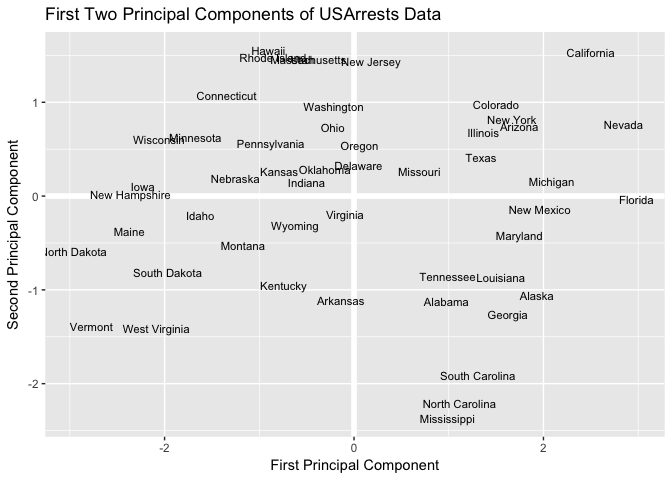 First Two Principal Components of USArrests Data
Hawaii
California
Rhode Island
Massachusetts
Utah
New Jersey
Connecticut
Washington
Colorado
New York
Ohio
Arizona
Nevada
Illinois
Wisconsin
Minnesota
Pennsylvania
Oregon
Texas
Delaware
Oklahoma
Kansas
Missouri
Nebraska
Indiana
Michigan
Iowa
New Hampshire
Florida
Virginia
New Mexico
Idaho
Wyoming
Maine
Maryland
Montana
North Dakota
South Dakota
Tennessee
Louisiana
Kentucky
Alaska
Arkansas
Alabama
Georgia
Vermont
West Virginia
South Carolina
North Carolina
Mississippi
1
0
-1
-2
Second Principal Component
-2
0
2
First Principal Component